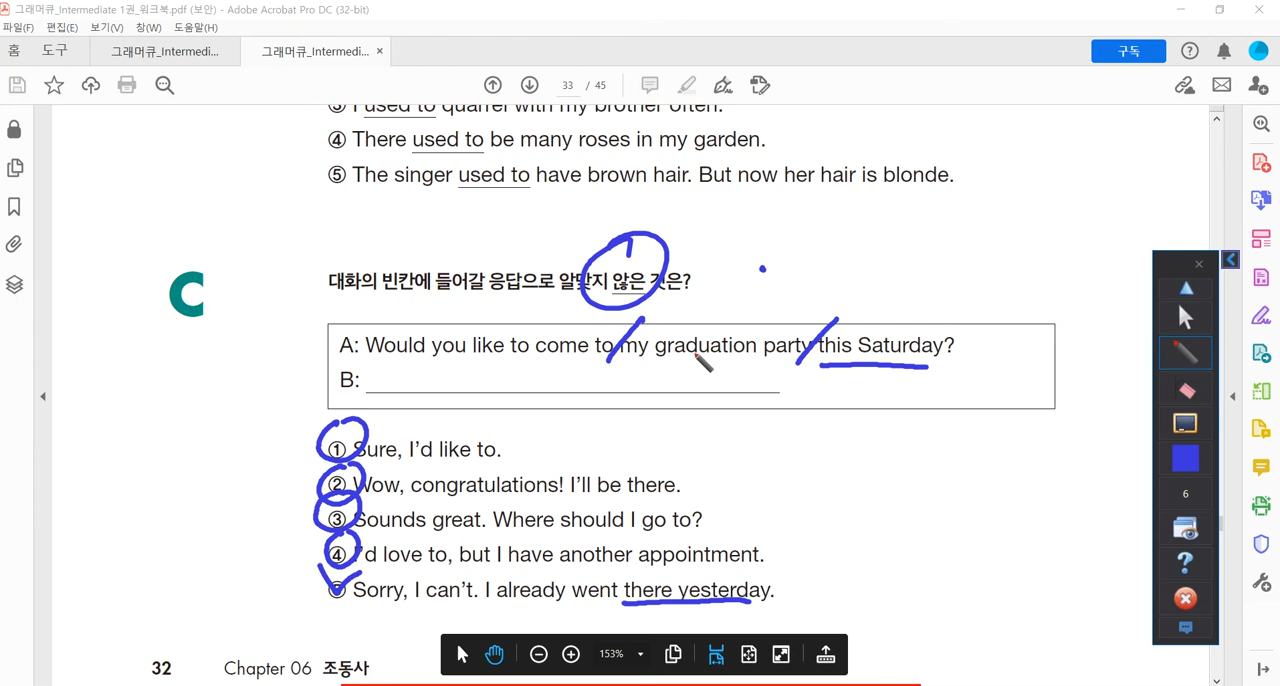 그래머큐_Intermediate 1권_워크북.pdf (보안) - Adobe Acrobat Pro DC (32-bit)
파일(F) 편집(E) 보기(V) 창(W) 도움말(H)
홈 도구 그래머큐_Intermedi... 그래머큐_Intermedi... ×
구독
33 / 45
③ I used to quarrel with my brother often.
④ There used to be many roses in my garden.
⑤ The singer used to have brown hair. But now her hair is blonde.
C 대화의 빈칸에 들어갈 응답으로 알맞지 않은 것은?
A: Would you like to come to my graduation party this Saturday?
B:
① Sure, I'd like to.
② Wow, congratulations! I'll be there.
③ Sounds great. Where should I go to?
④ I'd love to, but I have another appointment.
⑤ Sorry, I can't. I already went there yesterday.
6
153%
32 Chapter 06 조동사